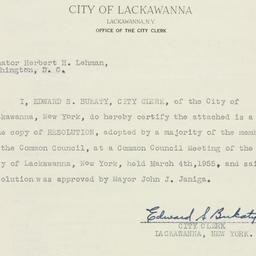 CITY OF LACKAWANNA
LACKAWANNA, N.Y.
OFFICE OF THE CITY CLERK
nator Herbert H. Lehman,
shington, D. C.
I, EDWARD S. BUKATY, CITY CLERK, of the City of
kawanna, New York, do hereby certify the attached is a
e copy of RESOLUTION, adopted by a majority of the memb
the Common Council, at a Common Council Meeting of the
y of Lackawanna, New York, held March 4th,1955, and sai
olution was approved by Mayor John J. Janiga.
Edward S Bukaty
CITY CLERK
LACKAWANNA, NEW YORK.